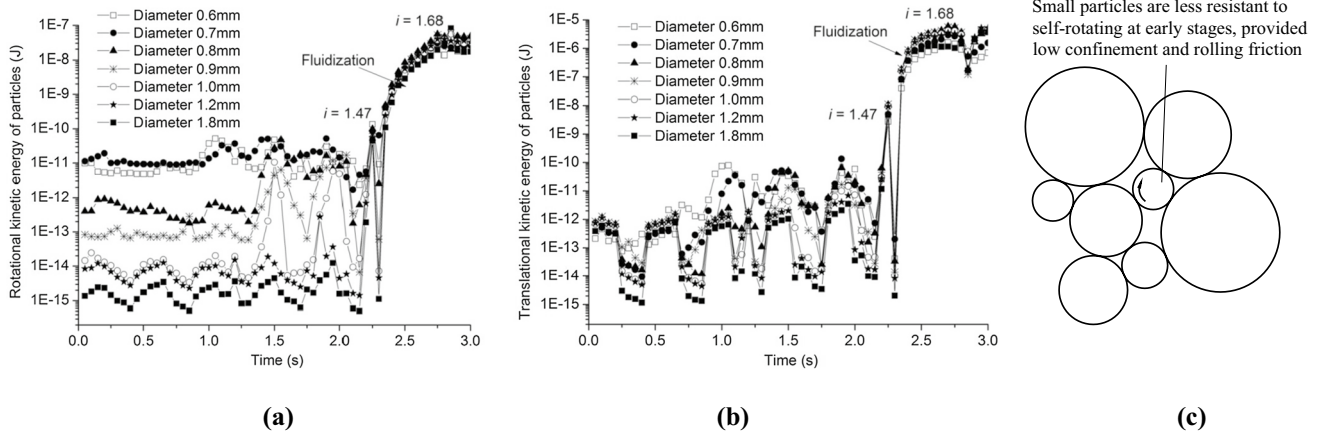 Rotational kinetic energy of particles (J)
1E-7
1E-8
1E-9
1E-10
1E-11
1E-12
1E-13
1E-14
1E-15
Diameter 0.6mm
Diameter 0.7mm
Diameter 0.8mm
Diameter 0.9mm
Diameter 1.0mm
Diameter 1.2mm
Diameter 1.8mm
i = 1.68
Fluidization
i = 1.47
0.0 0.5 1.0 1.5 2.0 2.5 3.0
Time (s)
(a)
Translational kinetic energy of particles (J)
1E-5
1E-6
1E-7
1E-8
1E-9
1E-10
1E-11
1E-12
1E-13
1E-14
1E-15
Diameter 0.6mm
Diameter 0.7mm
Diameter 0.8mm
Diameter 0.9mm
Diameter 1.0mm
Diameter 1.2mm
Diameter 1.8mm
i = 1.68
Fluidization
i = 1.47
0.0 0.5 1.0 1.5 2.0 2.5 3.0
Time (s)
(b)
Small particles are less resistant to
self-rotating at early stages, provided
low confinement and rolling friction
(c)